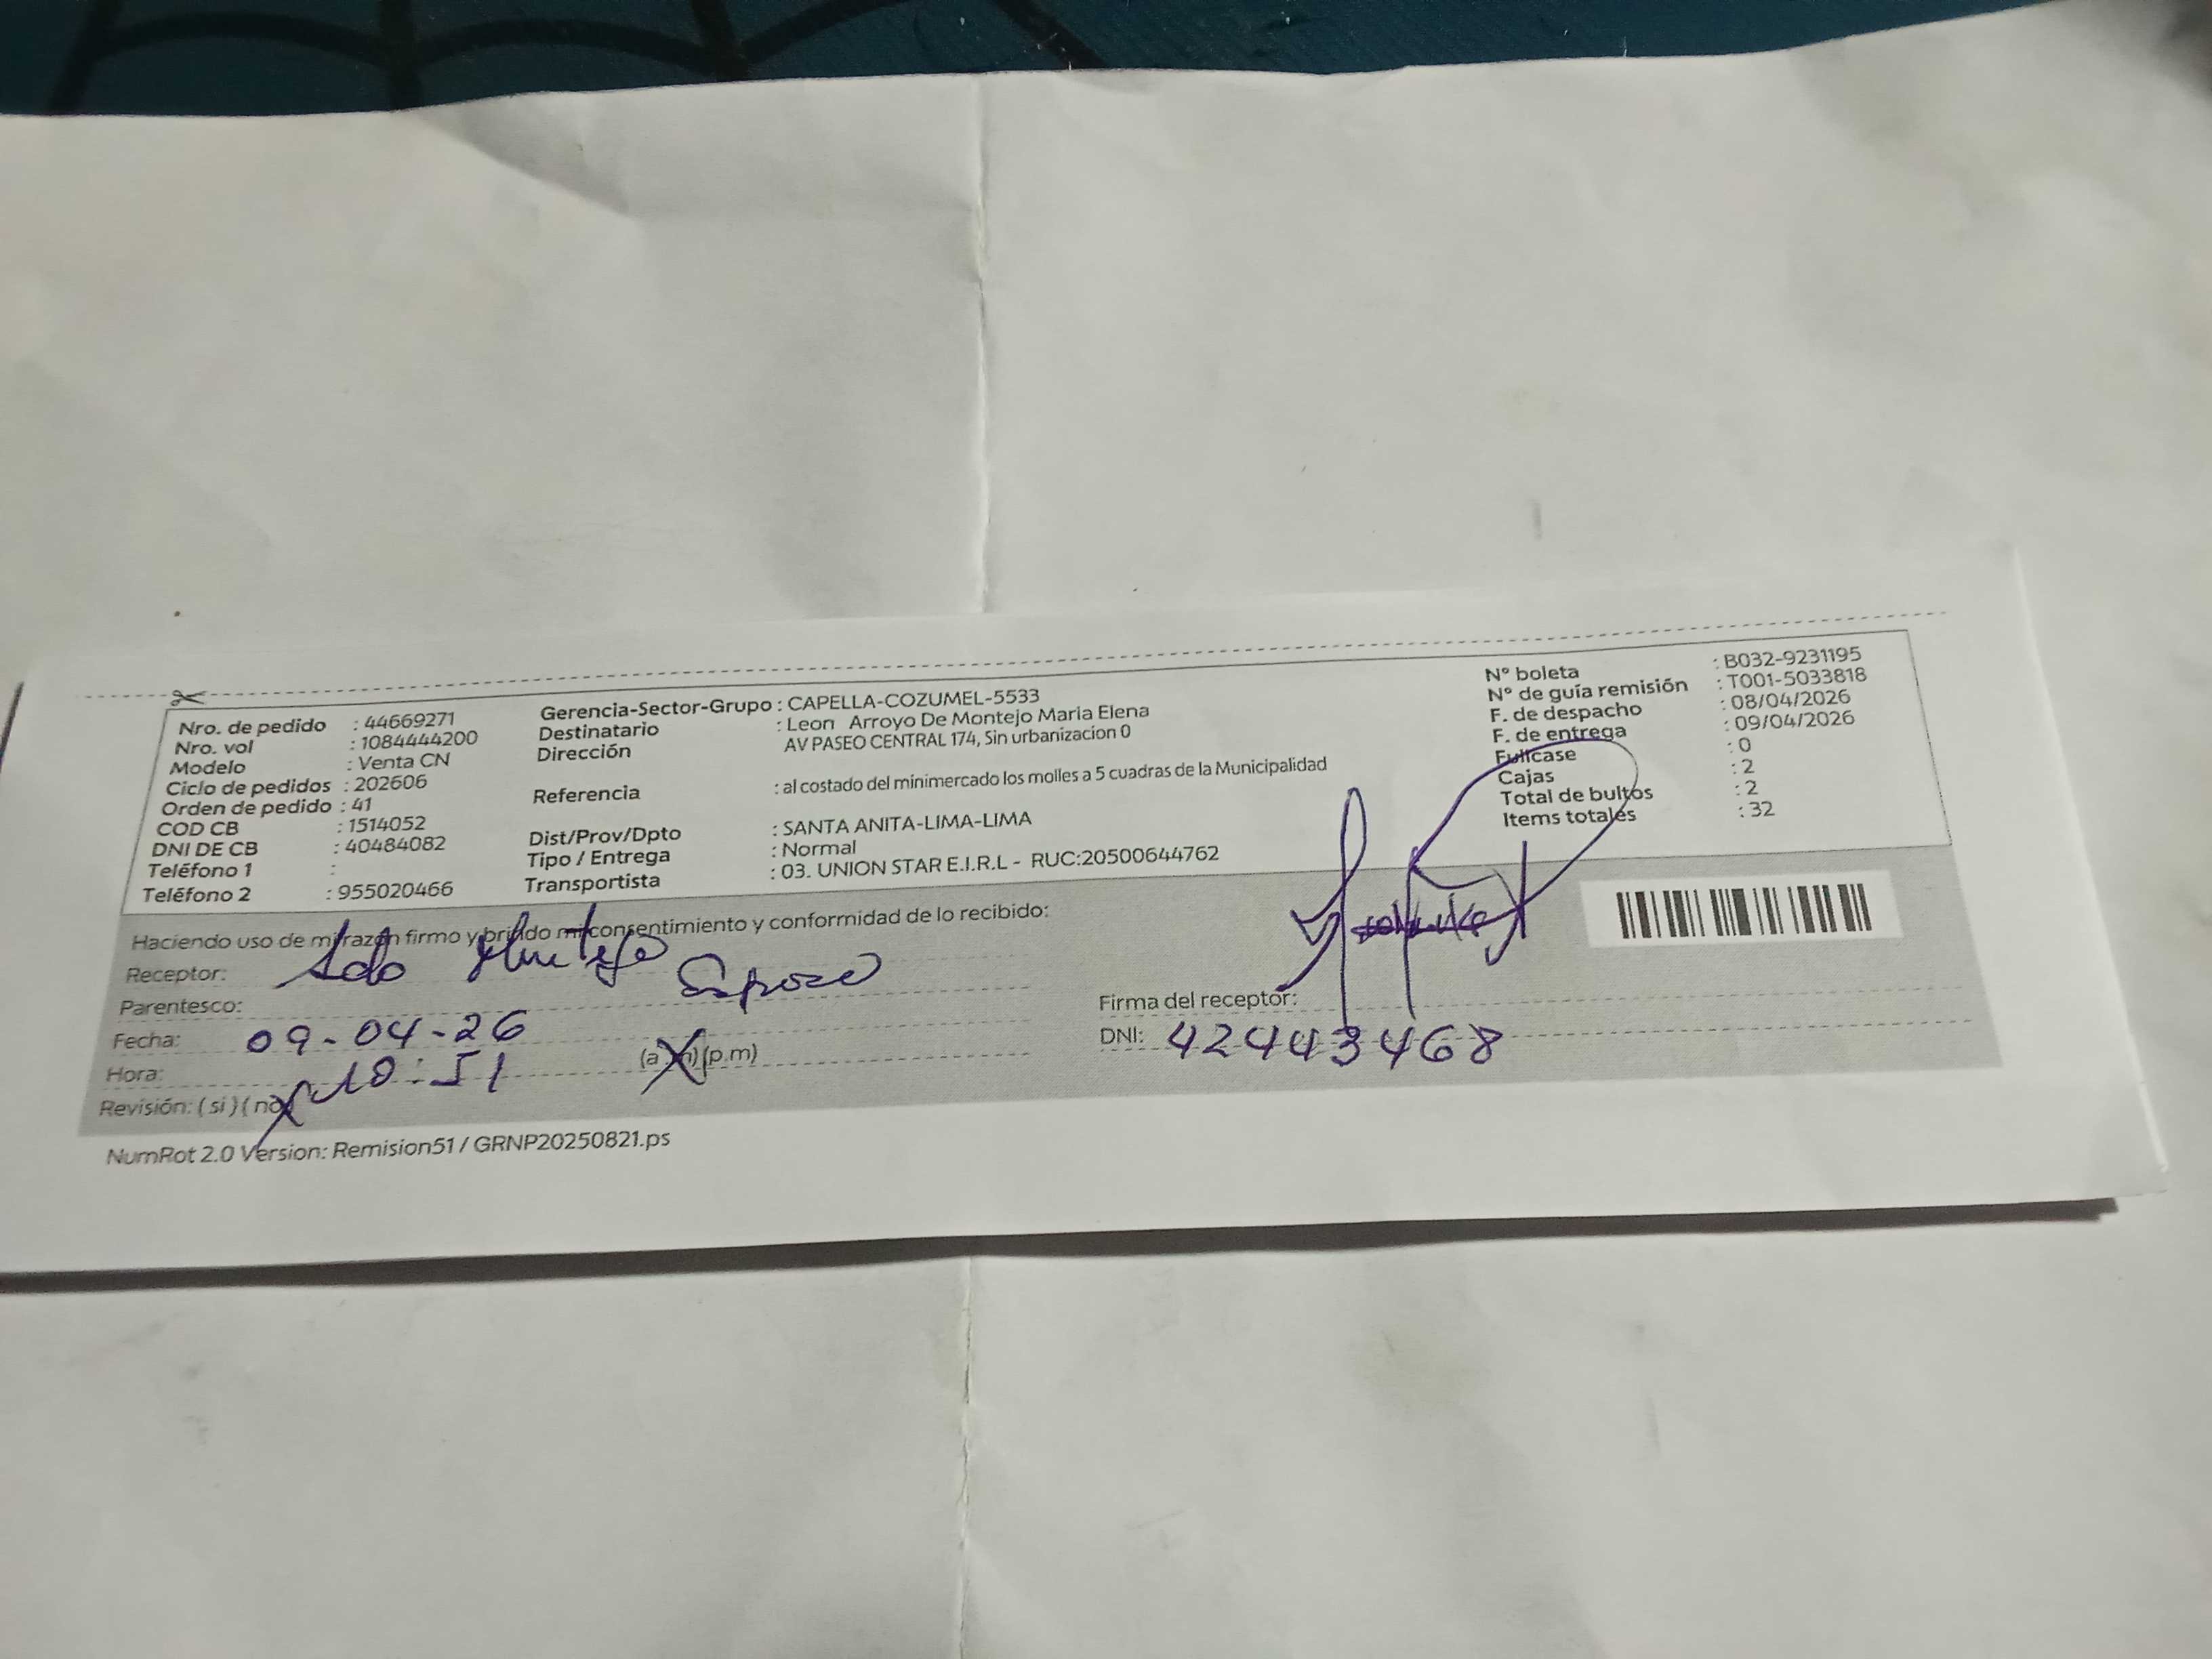 Nro. de pedido : 44669271
Nro. vol : 1084444200
Modelo : Venta CN
Ciclo de pedidos : 202606
Orden de pedido : 41
COD CB : 1514052
DNI DE CB : 40484082
Teléfono 1 :
Teléfono 2 : 955020466
Gerencia-Sector-Grupo : CAPELLA-COZUMEL-5533
Destinatario : Leon Arroyo De Montejo Maria Elena
Dirección AV PASEO CENTRAL 174, Sin urbanizacion 0
Referencia : al costado del minimercado los molles a 5 cuadras de la Municipalidad
Dist/Prov/Dpto : SANTA ANITA-LIMA-LIMA
Tipo / Entrega : Normal
Transportista : 03. UNION STAR E.I.R.L - RUC:20500644762
N° boleta : B032-9231195
N° de guía remisión : T001-5033818
F. de despacho : 08/04/2026
F. de entrega : 09/04/2026
Fullcase : 0
Cajas : 2
Total de bultos : 2
Items totales : 32
Haciendo uso de mi razón firmo y brindo mi consentimiento y conformidad de lo recibido:
Receptor:
Parentesco: Esposo
Fecha: 09-04-26
Hora: 10:51 (a.m) (p.m)
Revisión: ( si ) ( no )
Firma del receptor:
DNI: 42443468
NumRot 2.0 Version: Remision51 / GRNP20250821.ps